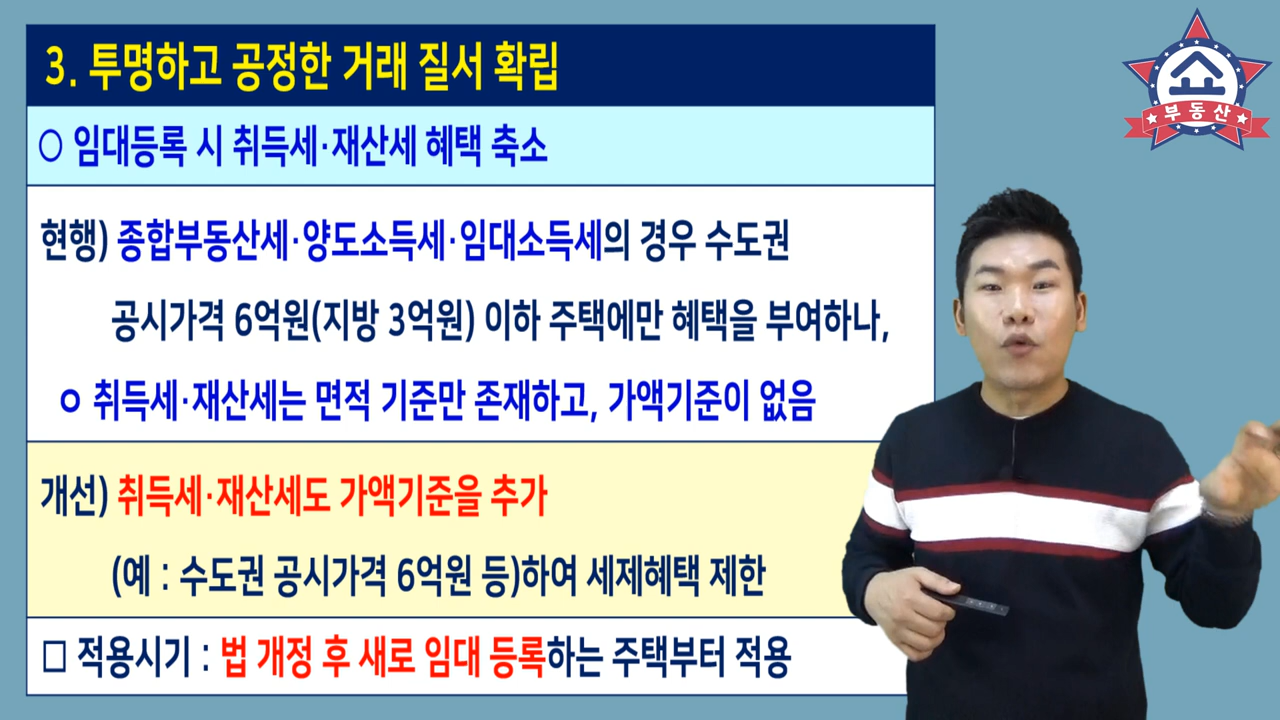 3. 투명하고 공정한 거래 질서 확립
○ 임대등록 시 취득세·재산세 혜택 축소
현행) 종합부동산세·양도소득세·임대소득세의 경우 수도권
공시가격 6억원(지방 3억원) 이하 주택에만 혜택을 부여하나,
ㅇ 취득세·재산세는 면적 기준만 존재하고, 가액기준이 없음
개선) 취득세·재산세도 가액기준을 추가
(예 : 수도권 공시가격 6억원 등)하여 세제혜택 제한
□ 적용시기 : 법 개정 후 새로 임대 등록하는 주택부터 적용
쇼
부동산